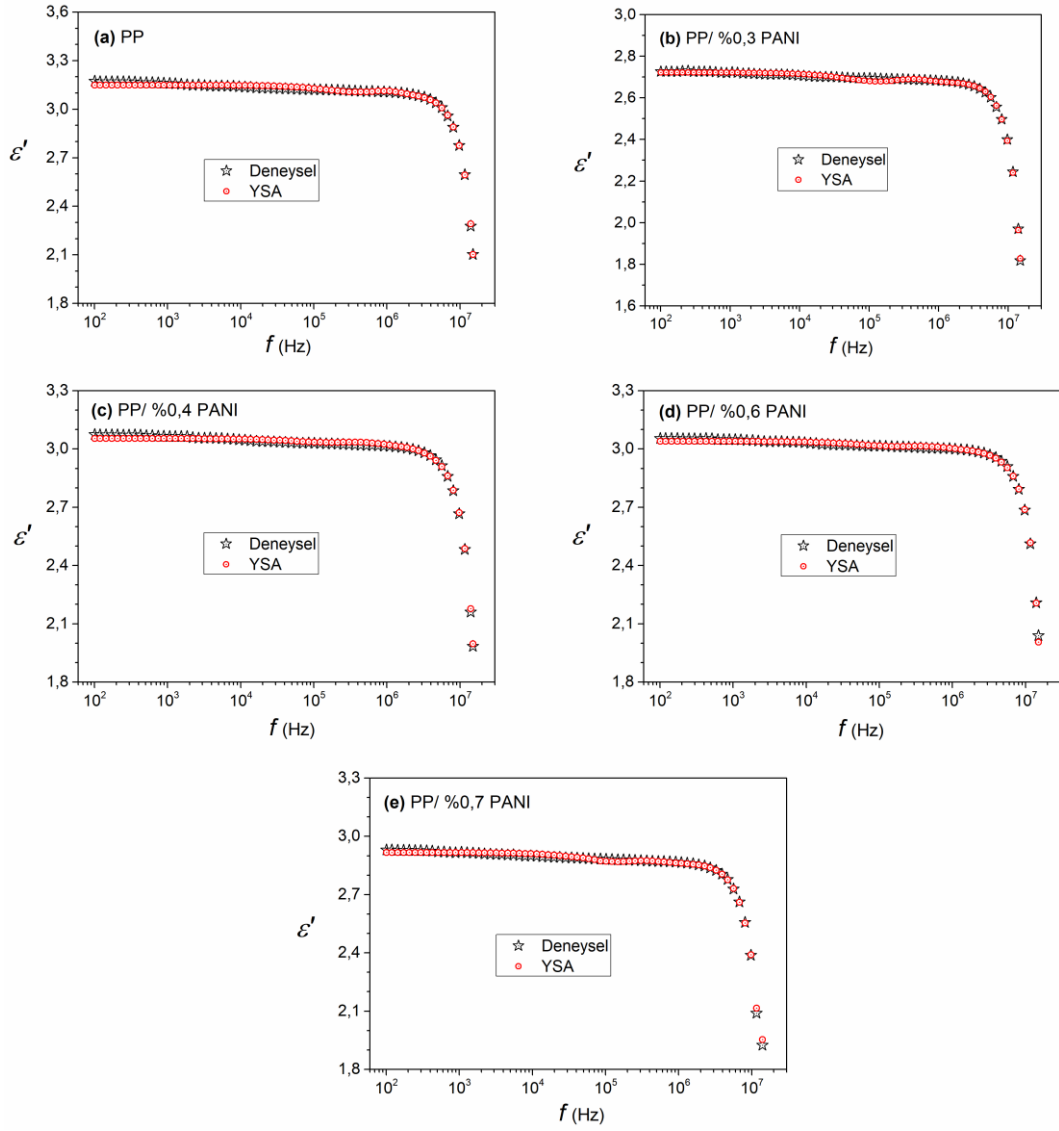 (a) PP
3,6
3,3
3,0
2,7
2,4
2,1
1,8
ε'
Deneysel
YSA
10² 10³ 10⁴ 10⁵ 10⁶ 10⁷
f (Hz)
(b) PP/ %0,3 PANI
3,0
2,8
2,6
2,4
2,2
2,0
1,8
1,6
ε'
Deneysel
YSA
10² 10³ 10⁴ 10⁵ 10⁶ 10⁷
f (Hz)
(c) PP/ %0,4 PANI
3,3
3,0
2,7
2,4
2,1
1,8
ε'
Deneysel
YSA
10² 10³ 10⁴ 10⁵ 10⁶ 10⁷
f (Hz)
(d) PP/ %0,6 PANI
3,3
3,0
2,7
2,4
2,1
1,8
ε'
Deneysel
YSA
10² 10³ 10⁴ 10⁵ 10⁶ 10⁷
f (Hz)
(e) PP/ %0,7 PANI
3,3
3,0
2,7
2,4
2,1
1,8
ε'
Deneysel
YSA
10² 10³ 10⁴ 10⁵ 10⁶ 10⁷
f (Hz)